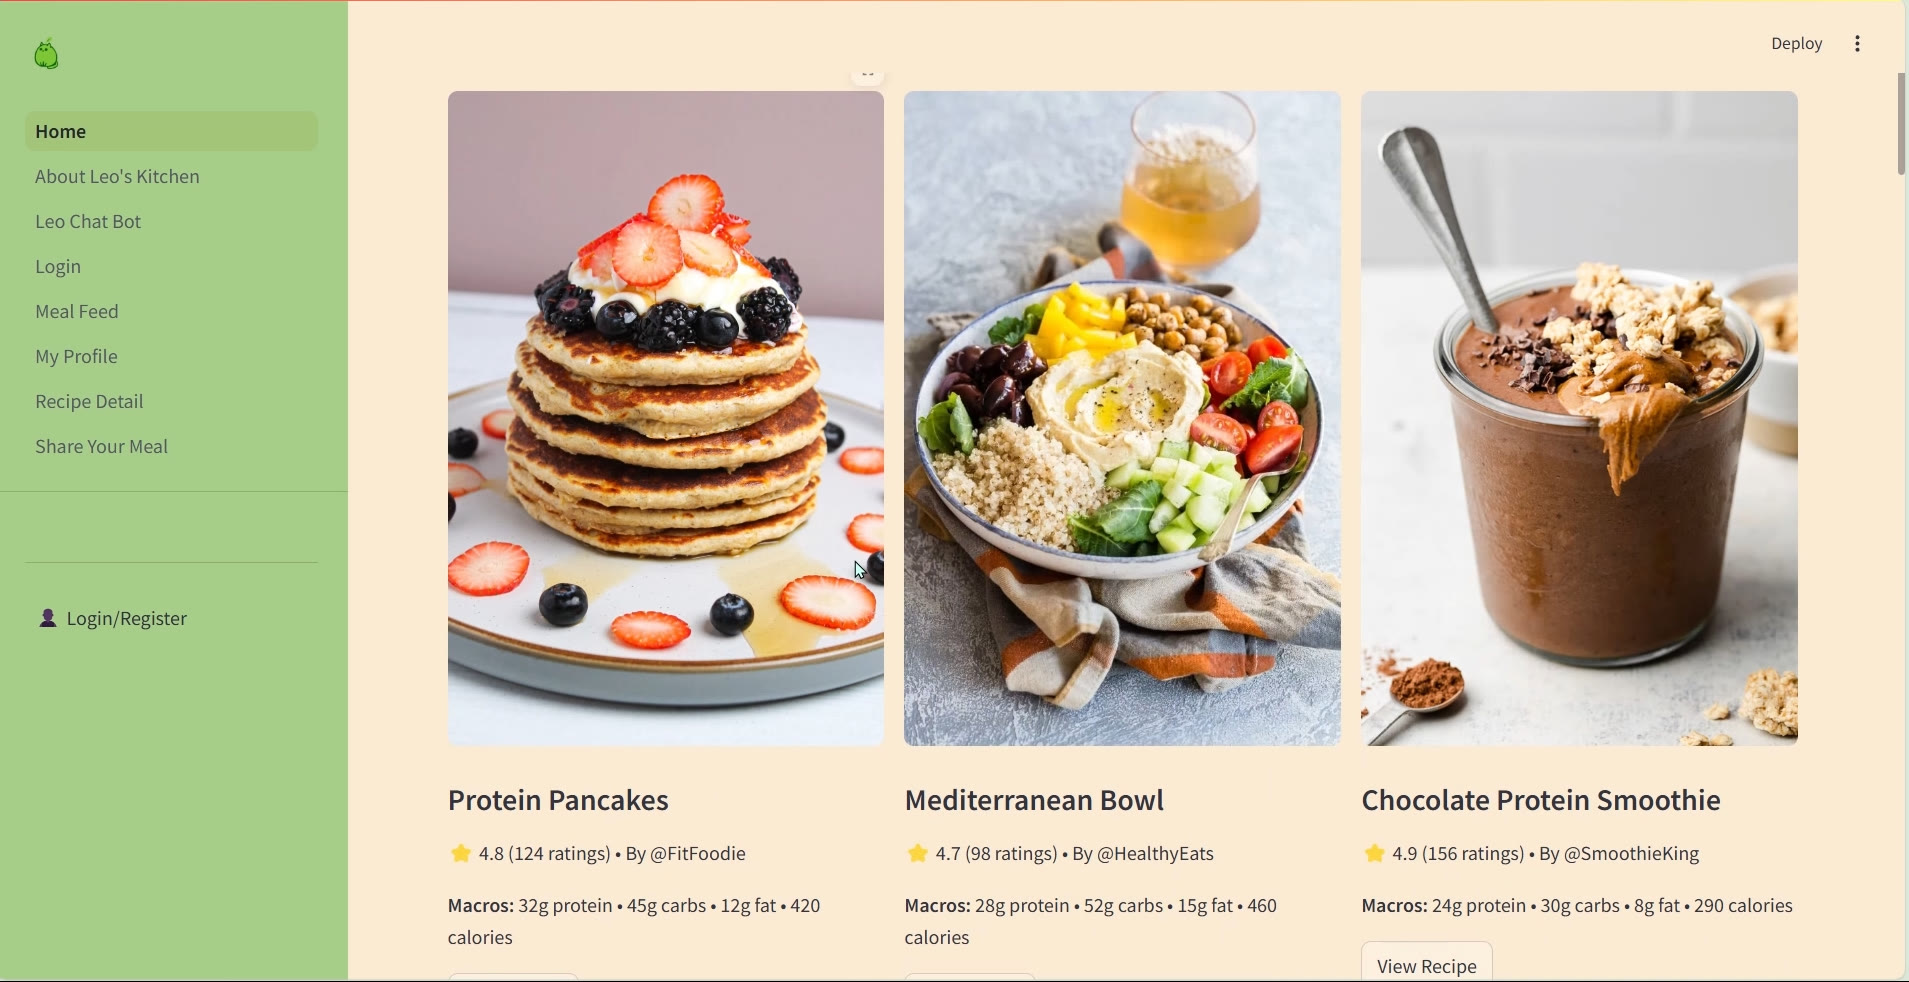 Deploy
Home
About Leo's Kitchen
Leo Chat Bot
Login
Meal Feed
My Profile
Recipe Detail
Share Your Meal
Login/Register
Protein Pancakes
4.8 (124 ratings) • By @FitFoodie
Macros: 32g protein • 45g carbs • 12g fat • 420
calories
Mediterranean Bowl
4.7 (98 ratings) • By @HealthyEats
Macros: 28g protein • 52g carbs • 15g fat • 460
calories
Chocolate Protein Smoothie
4.9 (156 ratings) • By @SmoothieKing
Macros: 24g protein • 30g carbs • 8g fat • 290 calories
View Recipe